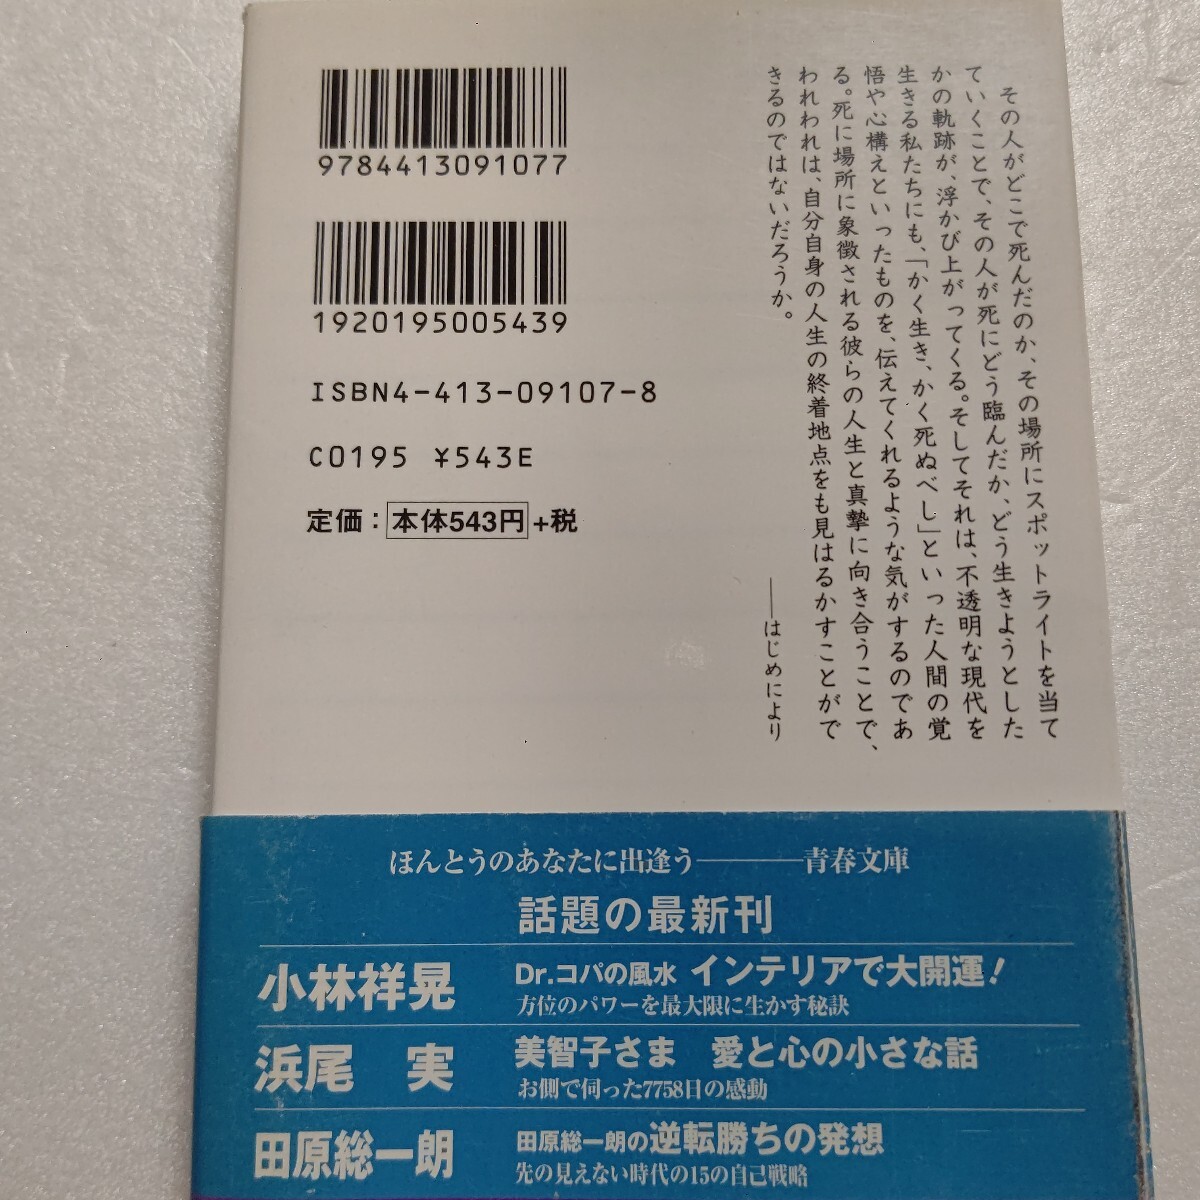 その人がどこで死んだのか、その場所にスポットライトを当て
ていくことで、その人が死にどう臨んだか、どう生きようとした
かの軌跡が、浮かび上がってくる。そしてそれは、不透明な現代を
生きる私たちにも、「かく生き、かく死ぬべし」といった人間の覚
悟や心構えといったものを、伝えてくれるような気がするのであ
る。死に場所に象徴される彼らの人生と真摯に向き合うことで、
われわれは、自分自身の人生の終着地点をも見はるかすことがで
きるのではないだろうか。
――はじめにより
9784413091077
1920195005439
ISBN4-413-09107-8
C0195 ¥543E
定価：本体543円+税
ほんとうのあなたに出逢う――――青春文庫
話題の最新刊
小林祥晃 Dr.コパの風水 インテリアで大開運!
方位のパワーを最大限に生かす秘訣
浜尾 実 美智子さま 愛と心の小さな話
お側で伺った7758日の感動
田原総一朗 田原総一朗の逆転勝ちの発想
先の見えない時代の15の自己戦略